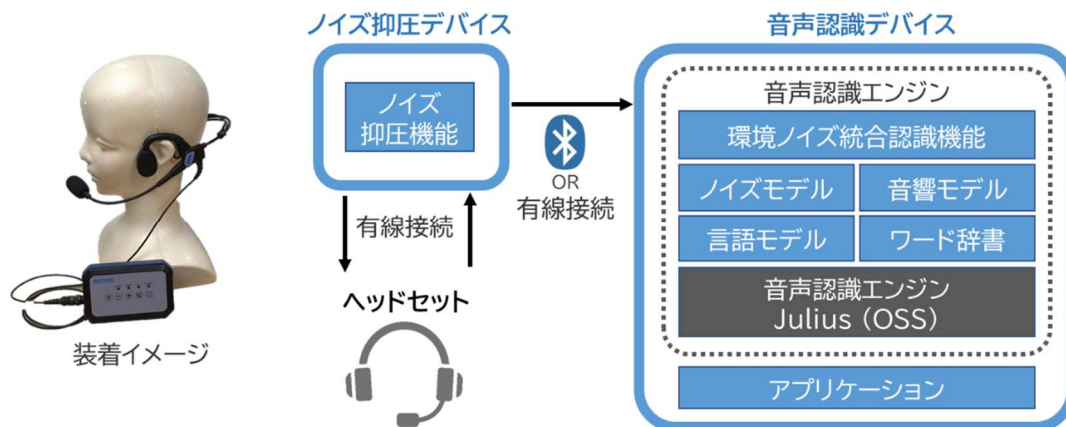 ノイズ抑圧デバイス
音声認識デバイス
ノイズ
抑圧機能
音声認識エンジン
環境ノイズ統合認識機能
ノイズモデル
音響モデル
言語モデル
ワード辞書
音声認識エンジン
Julius (OSS)
アプリケーション
OR
有線接続
有線接続
ヘッドセット
RYOYO
装着イメージ